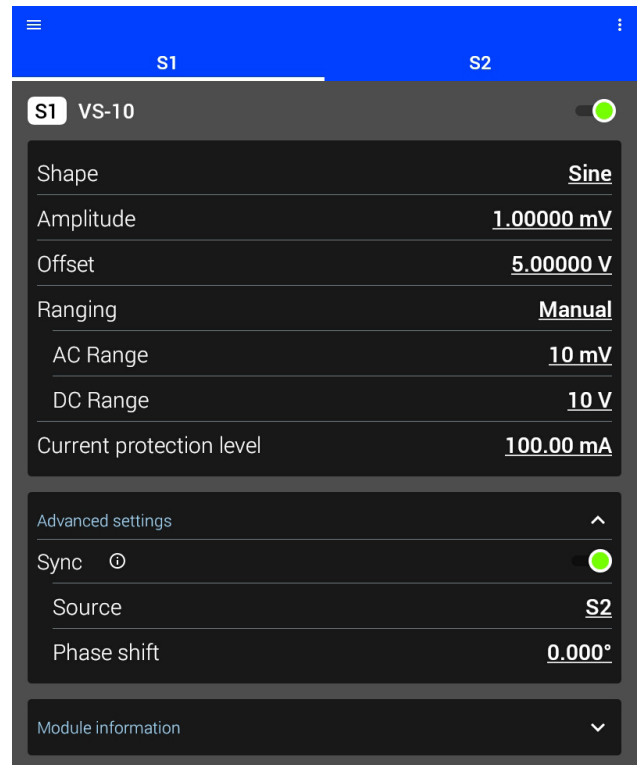 S1 S2
S1 VS-10
Shape Sine
Amplitude 1.00000 mV
Offset 5.00000 V
Ranging Manual
AC Range 10 mV
DC Range 10 V
Current protection level 100.00 mA
Advanced settings
Sync
Source S2
Phase shift 0.000°
Module information